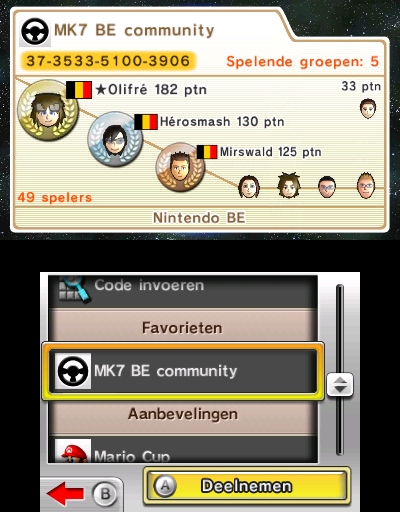 MK7 BE community
37-3533-5100-3906 Spelende groepen: 5
33 ptn
★Olifré 182 ptn
Hérosmash 130 ptn
Mirswald 125 ptn
49 spelers
Nintendo BE
Code invoeren
Favorieten
MK7 BE community
Aanbevelingen
Mario Cup
B
A Deelnemen